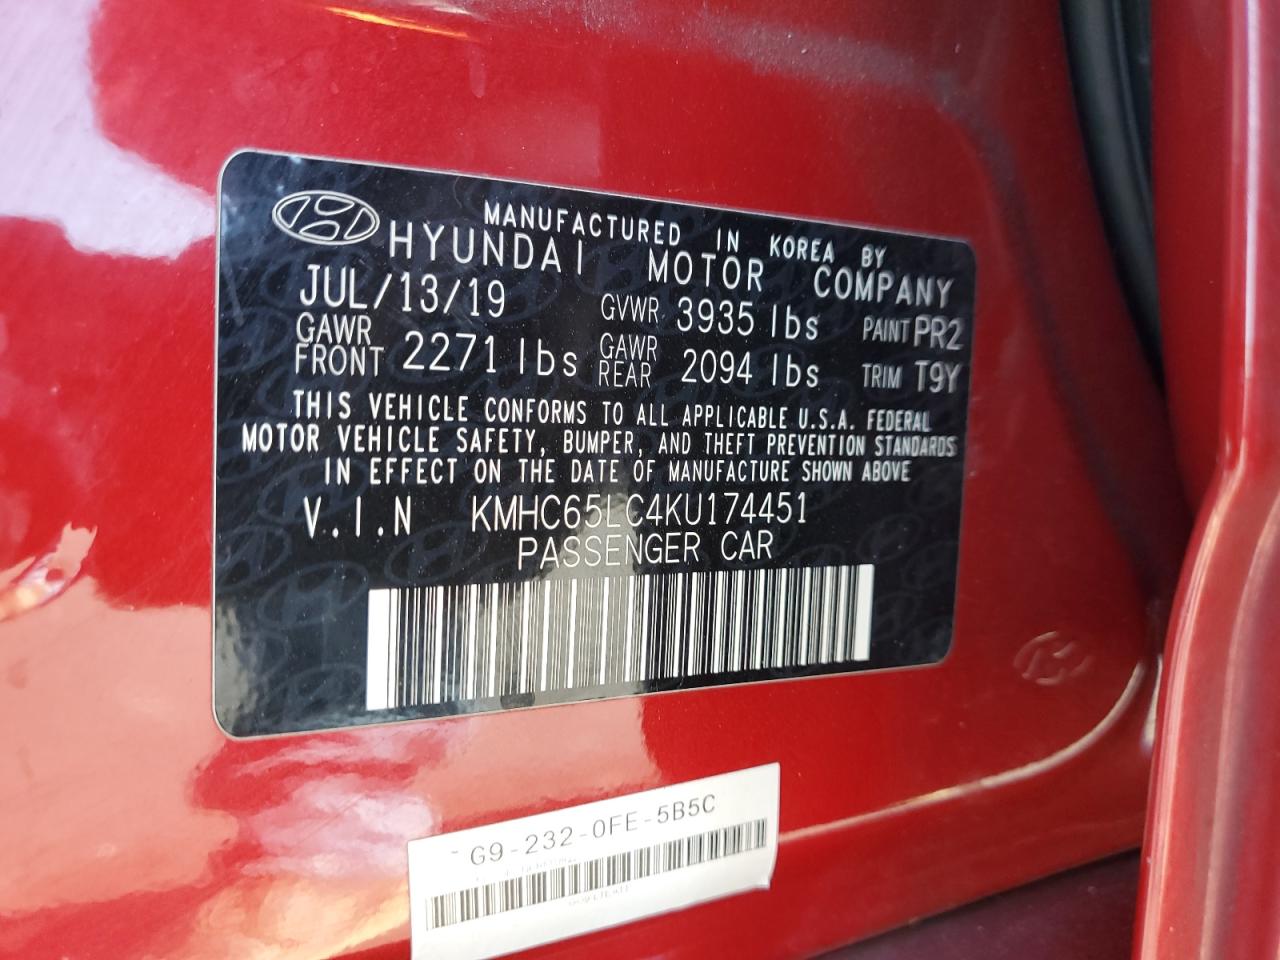 MANUFACTURED IN KOREA BY
HYUNDAI MOTOR COMPANY
JUL/13/19 GVWR 3935 lbs PAINT PR2
GAWR FRONT 2271 lbs GAWR REAR 2094 lbs TRIM T9Y
THIS VEHICLE CONFORMS TO ALL APPLICABLE U.S.A. FEDERAL
MOTOR VEHICLE SAFETY, BUMPER, AND THEFT PREVENTION STANDARDS
IN EFFECT ON THE DATE OF MANUFACTURE SHOWN ABOVE
V.I.N KMHC65LC4KU174451
PASSENGER CAR
G9-232-0FE-5B5C